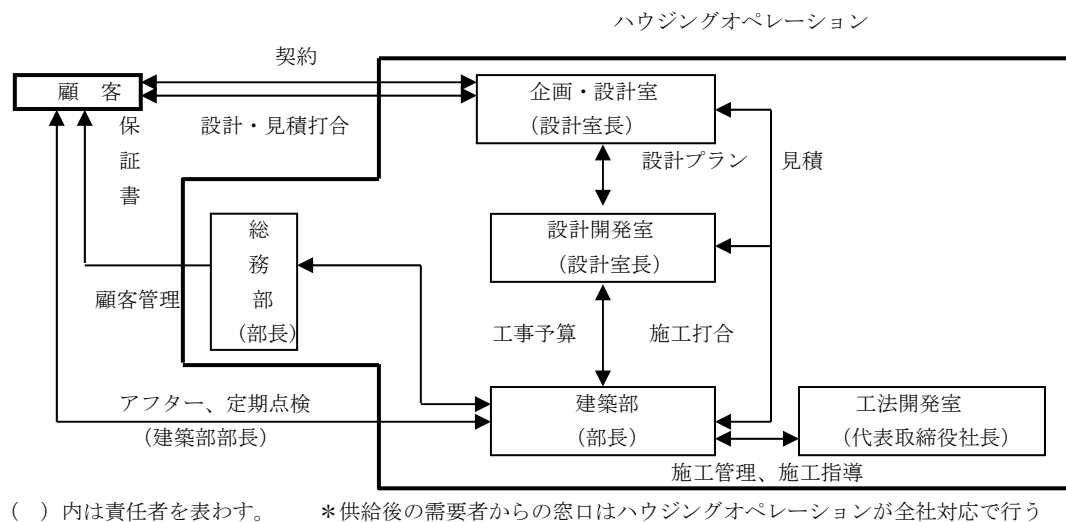 ハウジングオペレーション
契約
顧 客
企画・設計室
(設計室長)
保
証
書
設計・見積打合
設計プラン
見積
総
務
部
(部長)
設計開発室
(設計室長)
顧客管理
工事予算
施工打合
アフター、定期点検
(建築部部長)
建築部
(部長)
工法開発室
(代表取締役社長)
施工管理、施工指導
( )内は責任者を表わす。 *供給後の需要者からの窓口はハウジングオペレーションが全社対応で行う